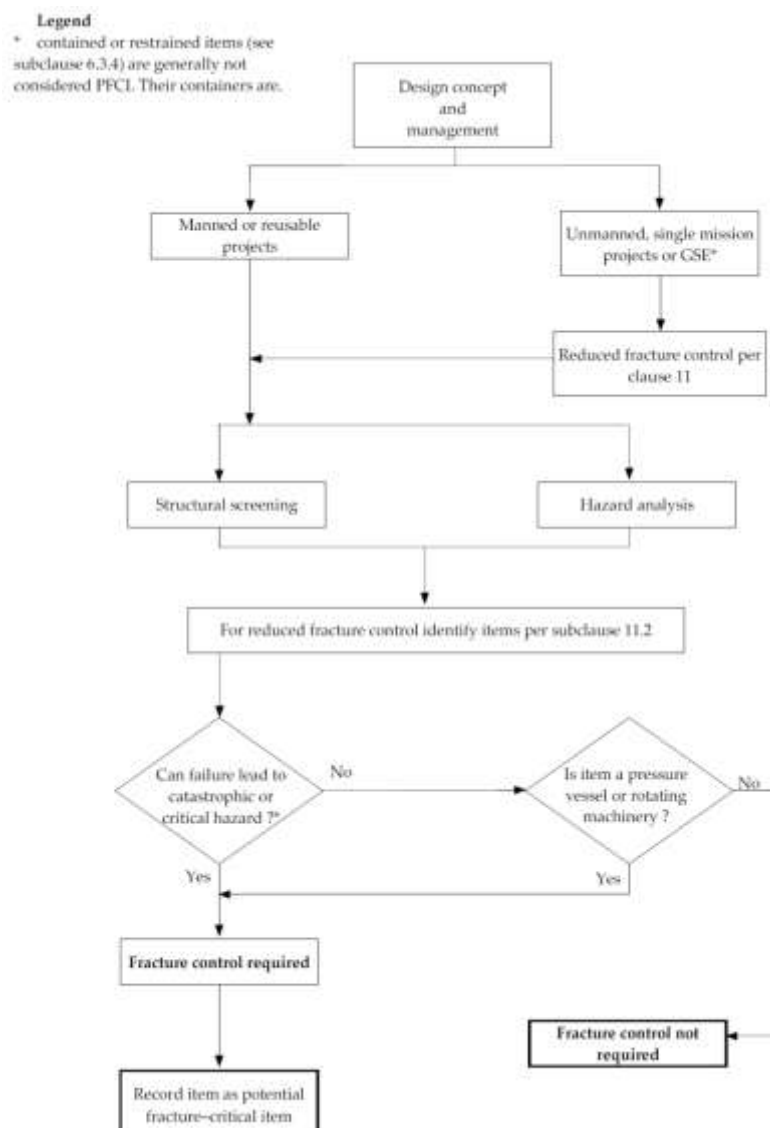 Legend
* contained or restrained items (see
subclause 6.3.4) are generally not
considered PFCI. Their containers are.
Design concept
and
management
Manned or reusable
projects
Unmanned, single mission
projects or GSE*
Reduced fracture control per
clause 11
Structural screening
Hazard analysis
For reduced fracture control identify items per subclause 11.2
Can failure lead to
catastrophic or
critical hazard ?*
No
Is item a pressure
vessel or rotating
machinery ?
No
Yes
Yes
Fracture control required
Fracture control not
required
Record item as potential
fracture–critical item